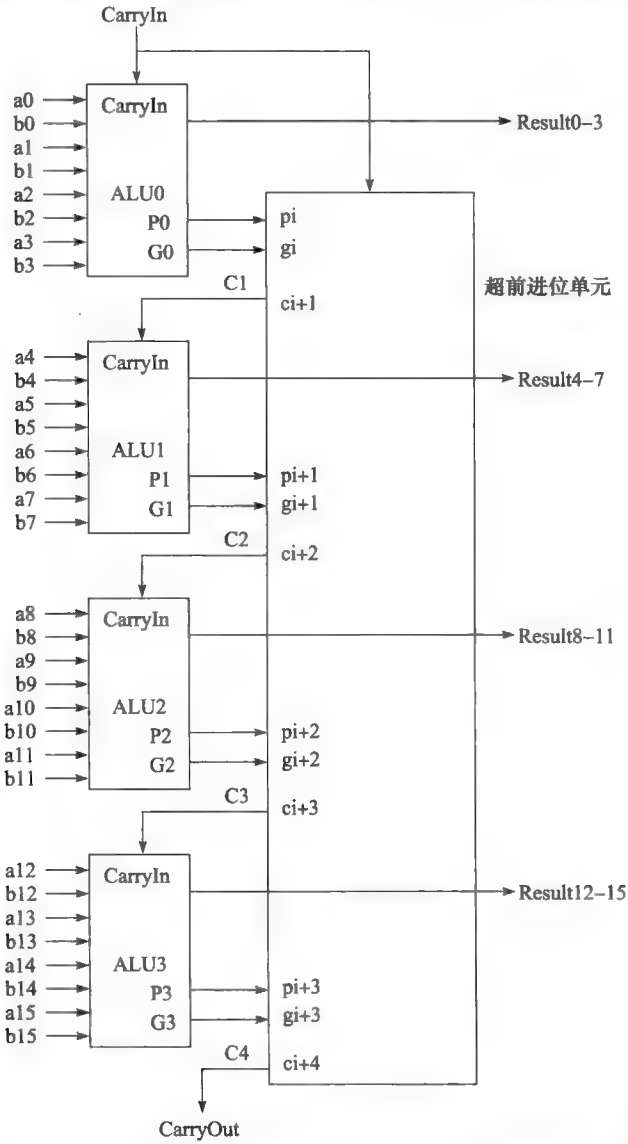 CarryIn
a0
b0
a1
b1
a2
b2
a3
b3
CarryIn
ALU0
P0
G0
Result0–3
pi
gi
C1
ci+1
超前进位单元
a4
b4
a5
b5
a6
b6
a7
b7
CarryIn
ALU1
P1
G1
Result4–7
pi+1
gi+1
C2
ci+2
a8
b8
a9
b9
a10
b10
a11
b11
CarryIn
ALU2
P2
G2
Result8–11
pi+2
gi+2
C3
ci+3
a12
b12
a13
b13
a14
b14
a15
b15
CarryIn
ALU3
P3
G3
Result12–15
pi+3
gi+3
C4
ci+4
CarryOut